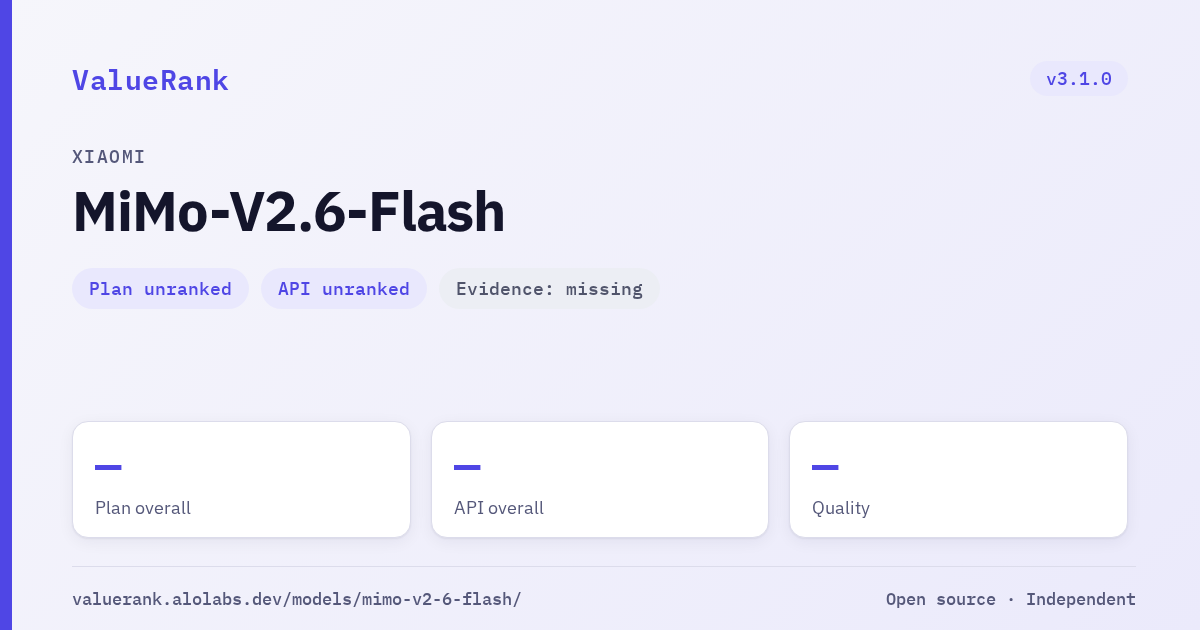 ValueRank
v3.1.0
XIAOMI
MiMo-V2.6-Flash
Plan unranked
API unranked
Evidence: missing
—
—
—
Plan overall
API overall
Quality
valuerank.alolabs.dev/models/mimo-v2-6-flash/
Open source · Independent